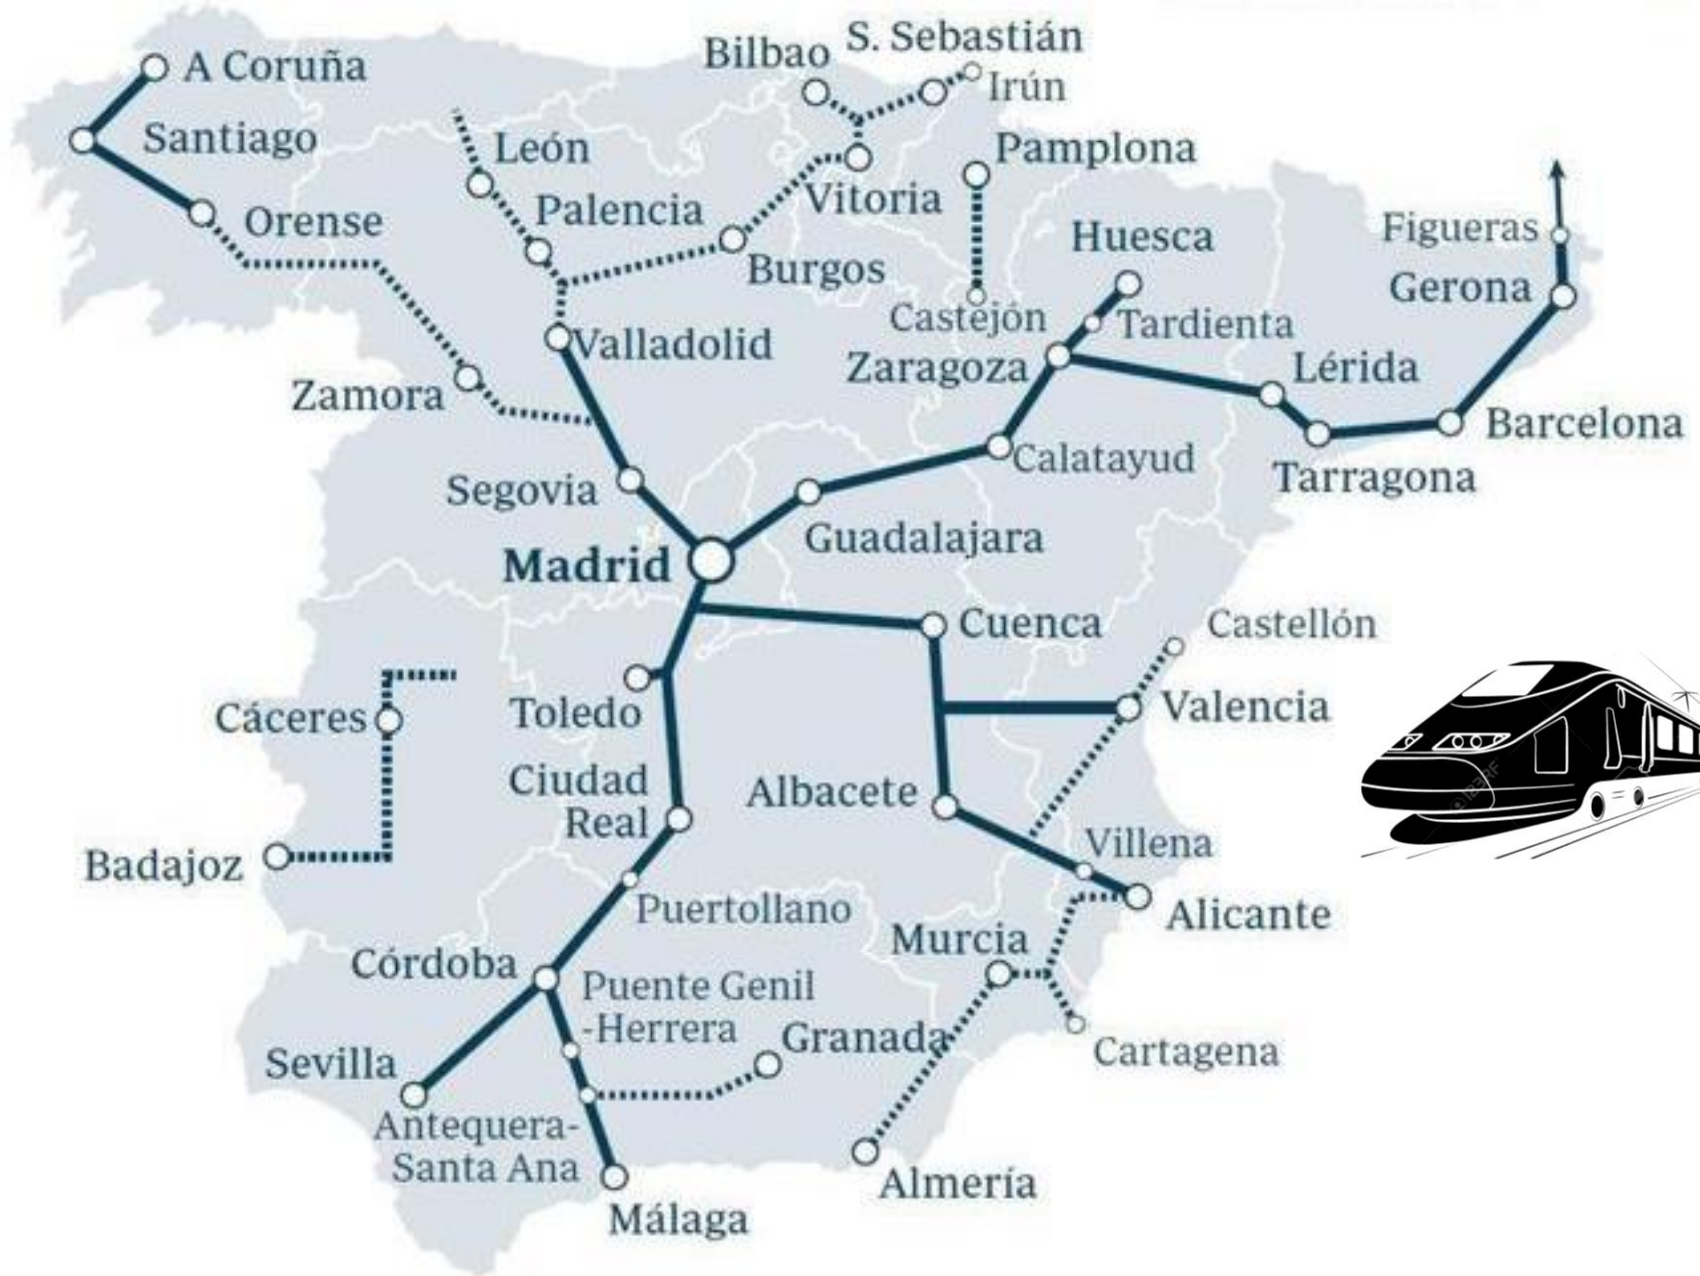 A Coruña
Santiago
Orense
León
Palencia
Bilbao
S. Sebastián
Irún
Vitoria
Pamplona
Burgos
Huesca
Figueras
Gerona
Castejón
Tardienta
Valladolid
Zaragoza
Lérida
Zamora
Barcelona
Calatayud
Tarragona
Segovia
Guadalajara
Madrid
Cuenca
Castellón
Cáceres
Toledo
Valencia
Ciudad
Real
Albacete
Villena
Badajoz
Puertollano
Alicante
Murcia
Córdoba
Puente Genil
-Herrera
Granada
Cartagena
Sevilla
Antequera-
Santa Ana
Almería
Málaga
123RF